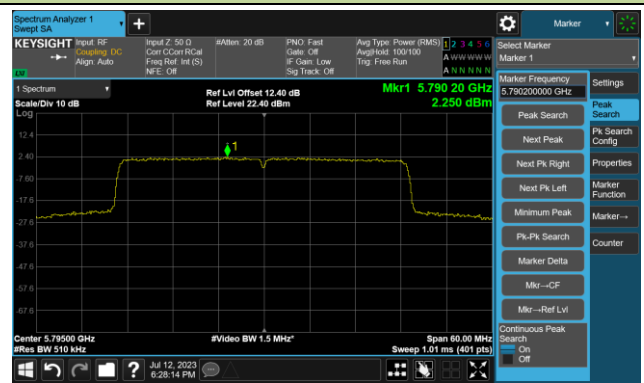 Spectrum Analyzer 1
Swept SA
Marker
KEYSIGHT
Input: RF
Coupling: DC
Align: Auto
Input Z: 50 Ω
Corr CCorr RCal
Freq Ref: Int (S)
NFE: Off
#Atten: 20 dB
PNO: Fast
Gate: Off
IF Gain: Low
Sig Track: Off
Avg Type: Power (RMS)
Avg|Hold: 100/100
Trig: Free Run
1 2 3 4 5 6
A W W W W W
A N N N N N
Select Marker
Marker 1
1 Spectrum
Scale/Div 10 dB
Log
Ref Lvl Offset 12.40 dB
Ref Level 22.40 dBm
Mkr1 5.790 20 GHz
2.250 dBm
Marker Frequency
5.790200000 GHz
Settings
Peak Search
Next Peak
Next Pk Right
Next Pk Left
Minimum Peak
Pk-Pk Search
Marker Delta
Mkr→CF
Mkr→Ref Lvl
Continuous Peak
Search
On
Off
Peak
Search
Pk Search
Config
Properties
Marker
Function
Marker→
Counter
12.4
2.40
-7.60
-17.6
-27.6
-37.6
-47.6
-57.6
-67.6
1
Center 5.79500 GHz
#Res BW 510 kHz
#Video BW 1.5 MHz*
Span 60.00 MHz
Sweep 1.01 ms (401 pts)
Jul 12, 2023
6:28:14 PM